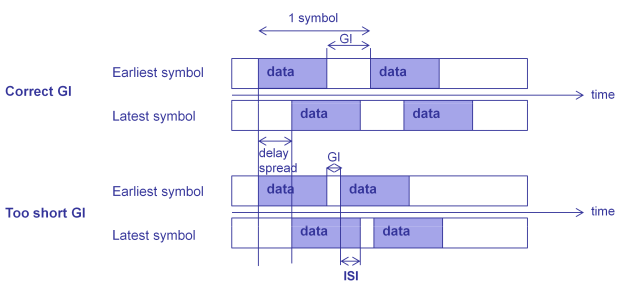 1 symbol
GI
Earliest symbol data data
Correct GI
time
Latest symbol data data
delay
spread
GI
Earliest symbol data data
Too short GI
time
Latest symbol data data
ISI